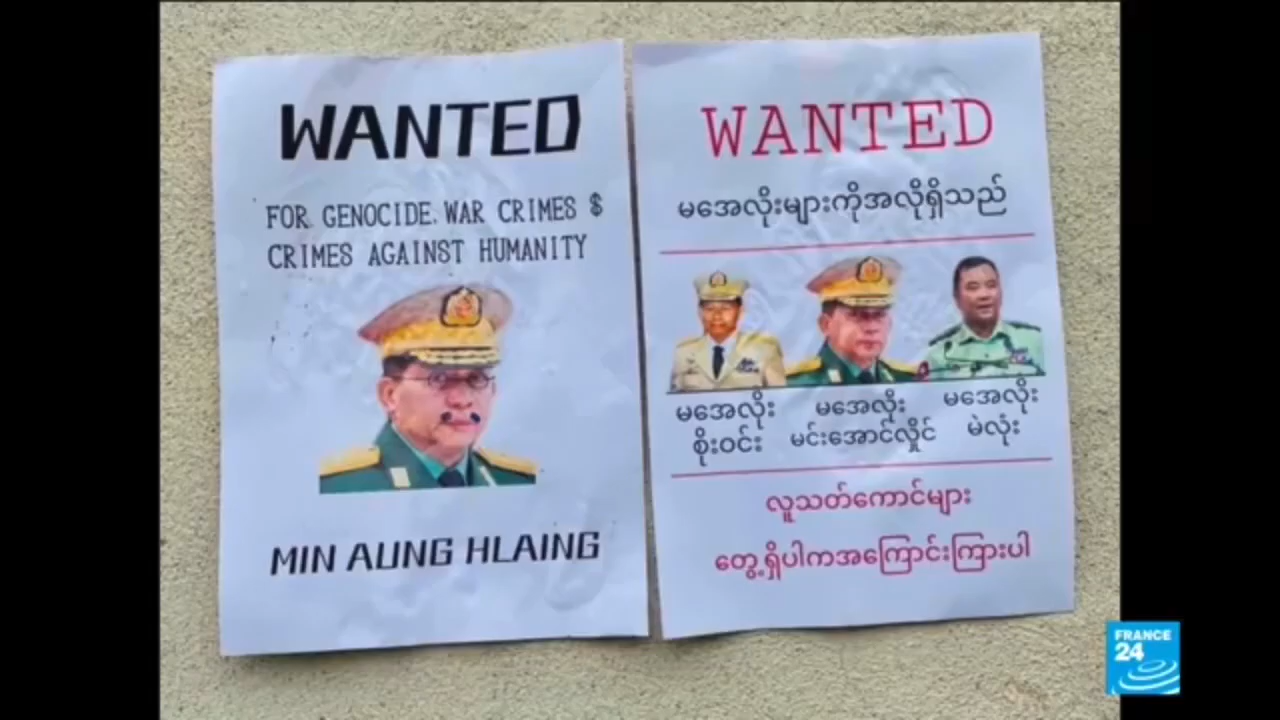 WANTED
FOR GENOCIDE, WAR CRIMES $
CRIMES AGAINST HUMANITY
MIN AUNG HLAING
WANTED
မအေလိုးများကိုအလိုရှိသည်
မအေလိုး မအေလိုး မအေလိုး
စိုးဝင်း မင်းအောင်လှိုင် မဲလုံး
လူသတ်ကောင်များ
တွေ့ရှိပါကအကြောင်းကြားပါ
FRANCE
24